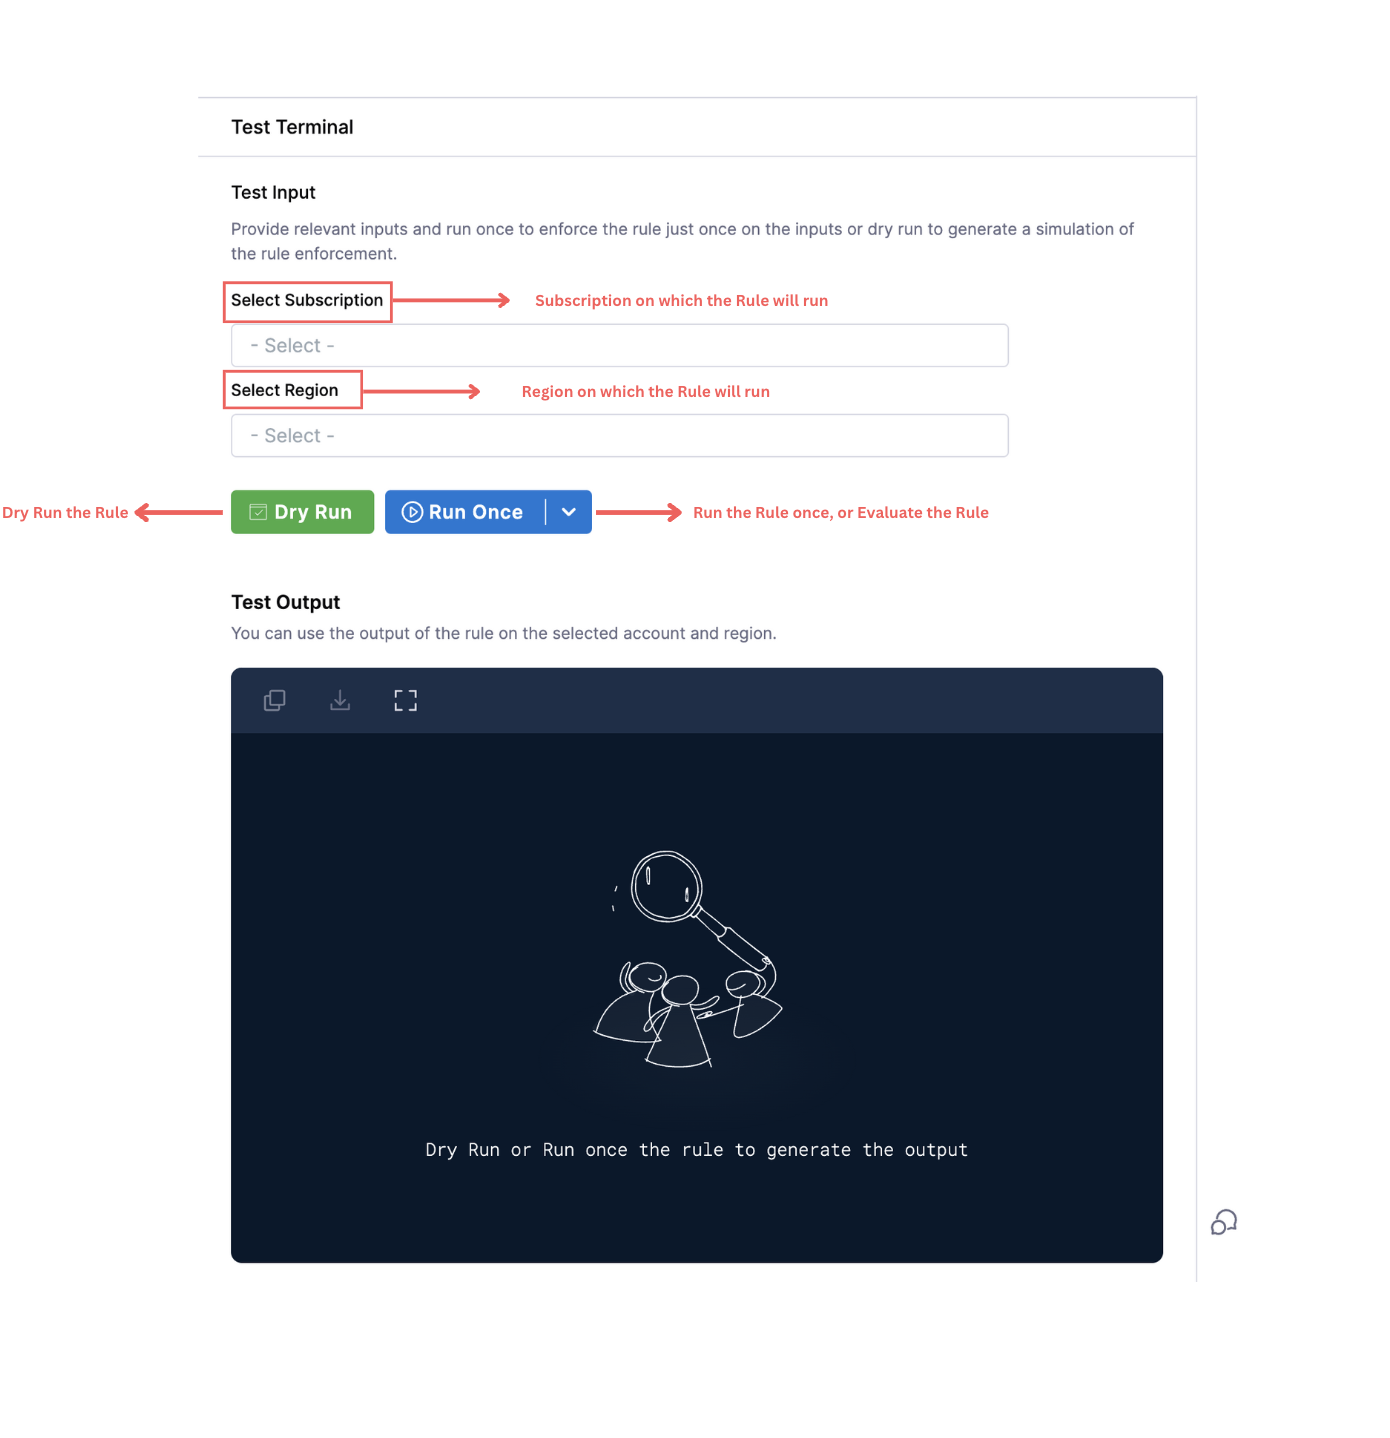 Test Terminal
Test Input
Provide relevant inputs and run once to enforce the rule just once on the inputs or dry run to generate a simulation of
the rule enforcement.
Select Subscription
Subscription on which the Rule will run
- Select -
Select Region
Region on which the Rule will run
- Select -
Dry Run the Rule
Dry Run
Run Once
Run the Rule once, or Evaluate the Rule
Test Output
You can use the output of the rule on the selected account and region.
Dry Run or Run once the rule to generate the output